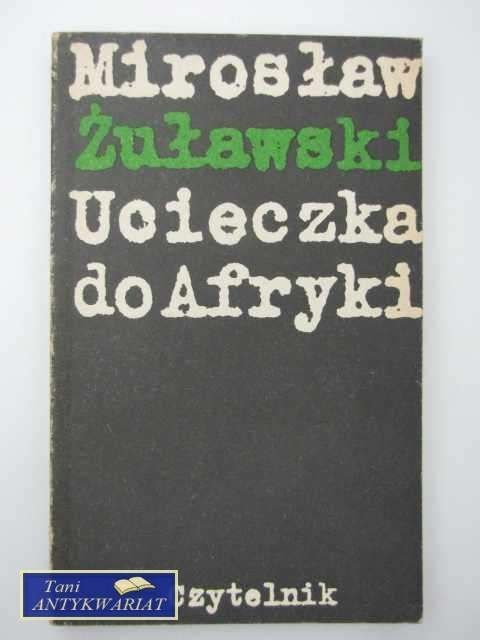 Mirosław
Żuławski
Ucieczka
do Afryki
Czytelnik
Tani
ANTYKWARIAT